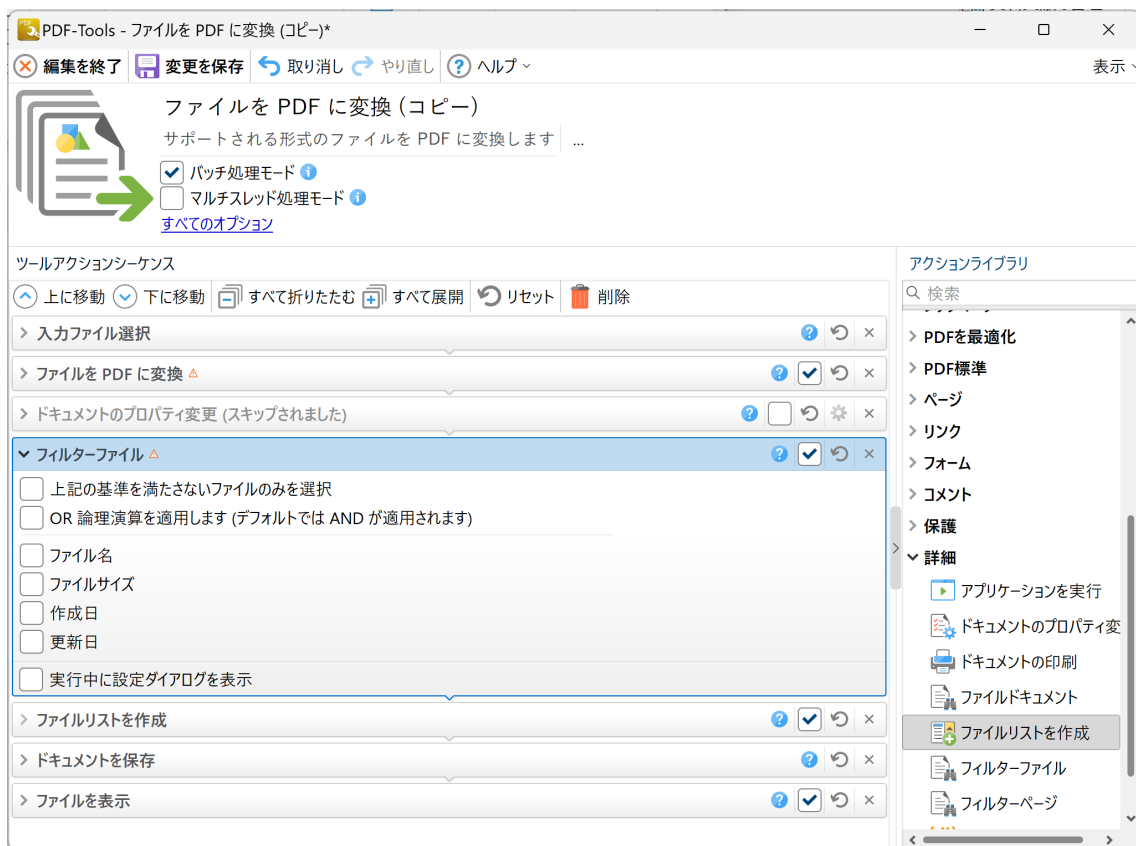 PDF-Tools - ファイルを PDF に変換 (コピー)*
編集を終了 変更を保存 取り消し やり直し ヘルプ 表示
ファイルを PDF に変換 (コピー)
サポートされる形式のファイルを PDF に変換します ...
バッチ処理モード
マルチスレッド処理モード
すべてのオプション
ツールアクションシーケンス
上に移動 下に移動 すべて折りたたむ すべて展開 リセット 削除
入力ファイル選択
ファイルを PDF に変換
ドキュメントのプロパティ変更 (スキップされました)
フィルターファイル
上記の基準を満たさないファイルのみを選択
OR 論理演算を適用します (デフォルトでは AND が適用されます)
ファイル名
ファイルサイズ
作成日
更新日
実行中に設定ダイアログを表示
ファイルリストを作成
ドキュメントを保存
ファイルを表示
アクションライブラリ
検索
PDFを最適化
PDF標準
ページ
リンク
フォーム
コメント
保護
詳細
アプリケーションを実行
ドキュメントのプロパティ変
ドキュメントの印刷
ファイルドキュメント
ファイルリストを作成
フィルターファイル
フィルターページ